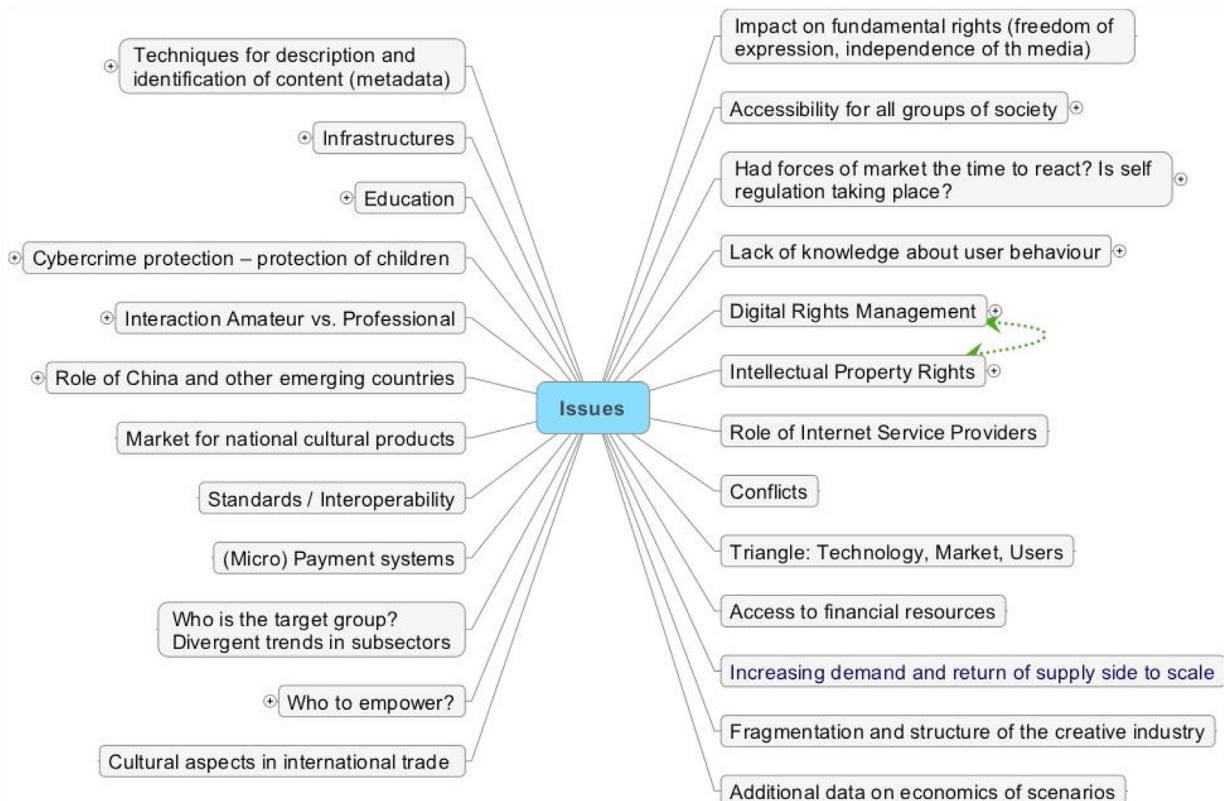 Techniques for description and
identification of content (metadata)
Infrastructures
Education
Cybercrime protection – protection of children
Interaction Amateur vs. Professional
Role of China and other emerging countries
Market for national cultural products
Standards / Interoperability
(Micro) Payment systems
Who is the target group?
Divergent trends in subsectors
Who to empower?
Cultural aspects in international trade
Issues
Impact on fundamental rights (freedom of
expression, independence of th media)
Accessibility for all groups of society
Had forces of market the time to react? Is self
regulation taking place?
Lack of knowledge about user behaviour
Digital Rights Management
Intellectual Property Rights
Role of Internet Service Providers
Conflicts
Triangle: Technology, Market, Users
Access to financial resources
Increasing demand and return of supply side to scale
Fragmentation and structure of the creative industry
Additional data on economics of scenarios